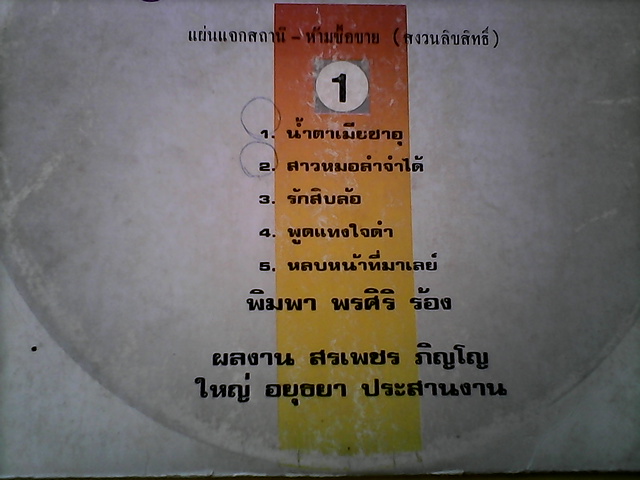 แผ่นแจกสถานี - ห้ามซื้อขาย (สงวนลิขสิทธิ์)
1
1. น้ำตาเมียซาอุ
2. สาวหมอลำจำได้
3. รักสิบล้อ
4. พูดแทงใจดำ
5. หลบหน้าที่มาเลย์
พิมพา พรศิริ ร้อง
ผลงาน สรเพชร ภิญโญ
ใหญ่ อยุธยา ประสานงาน